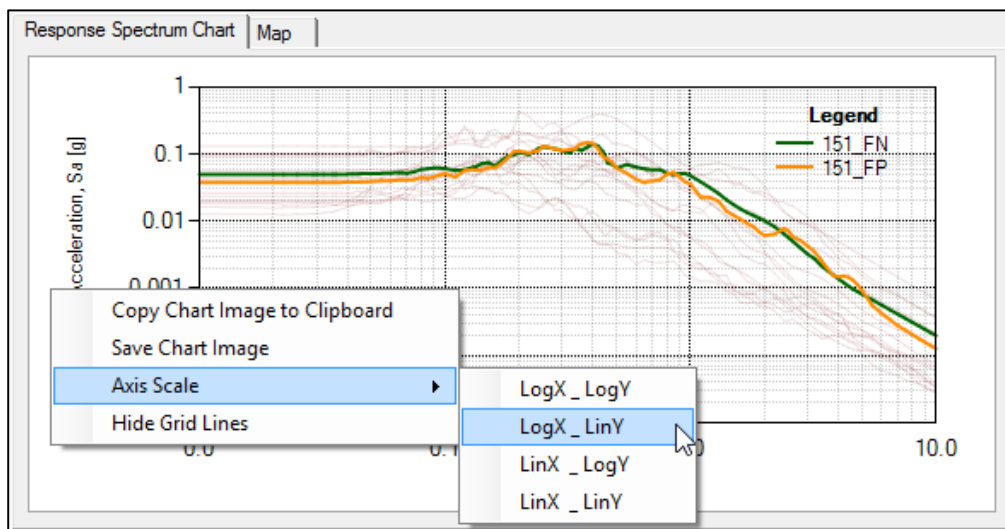 Response Spectrum Chart
Map
1
0.1
0.01
0.001
Acceleration, Sa [g]
Legend
151_FN
151_FP
Copy Chart Image to Clipboard
Save Chart Image
Axis Scale
Hide Grid Lines
LogX _ LogY
LogX _ LinY
LinX _ LogY
LinX _ LinY
0.0
0.1
10.0